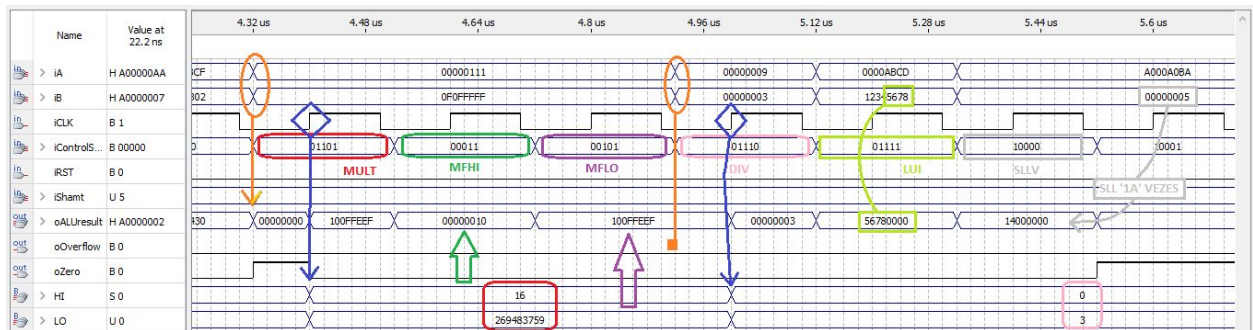 Name
Value at
22.2 ns
4.32 us 4.48 us 4.64 us 4.8 us 4.96 us 5.12 us 5.28 us 5.44 us 5.6 us
iA H A00000AA 00000111 00000009 0000ABCD A000A0BA
iB H A0000007 302 0F0FFFFF 00000003 12345678 00000005
iCLK B 1
iControlS... B 00000 01101 00011 00101 01110 01111 10000 10001
MULT MFHI MFLO DIV LUI SLLV
iRST B 0
iShamt U 5
SLL '1A' VEZES
oALUresult H A0000002 430 00000000 100FFEEF 00000010 100FFEEF 00000003 56780000 14000000
oOverflow B 0
oZero B 0
HI S 0 16 0
LO U 0 269483759 3